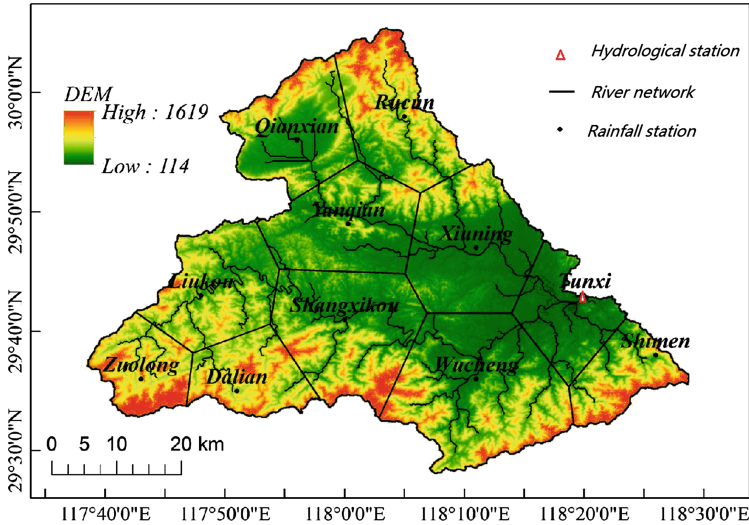 DEM
High : 1619
Low : 114
Hydrological station
River network
Rainfall station
Rucun
Qianxian
Yanqian
Xiuning
Tunxi
Liukou
Shangxikou
Shimen
Zuolong
Dalian
Wucheng
0 5 10 20 km
30°0'0"N
29°50'0"N
29°40'0"N
29°30'0"N
117°40'0"E 117°50'0"E 118°0'0"E 118°10'0"E 118°20'0"E 118°30'0"E